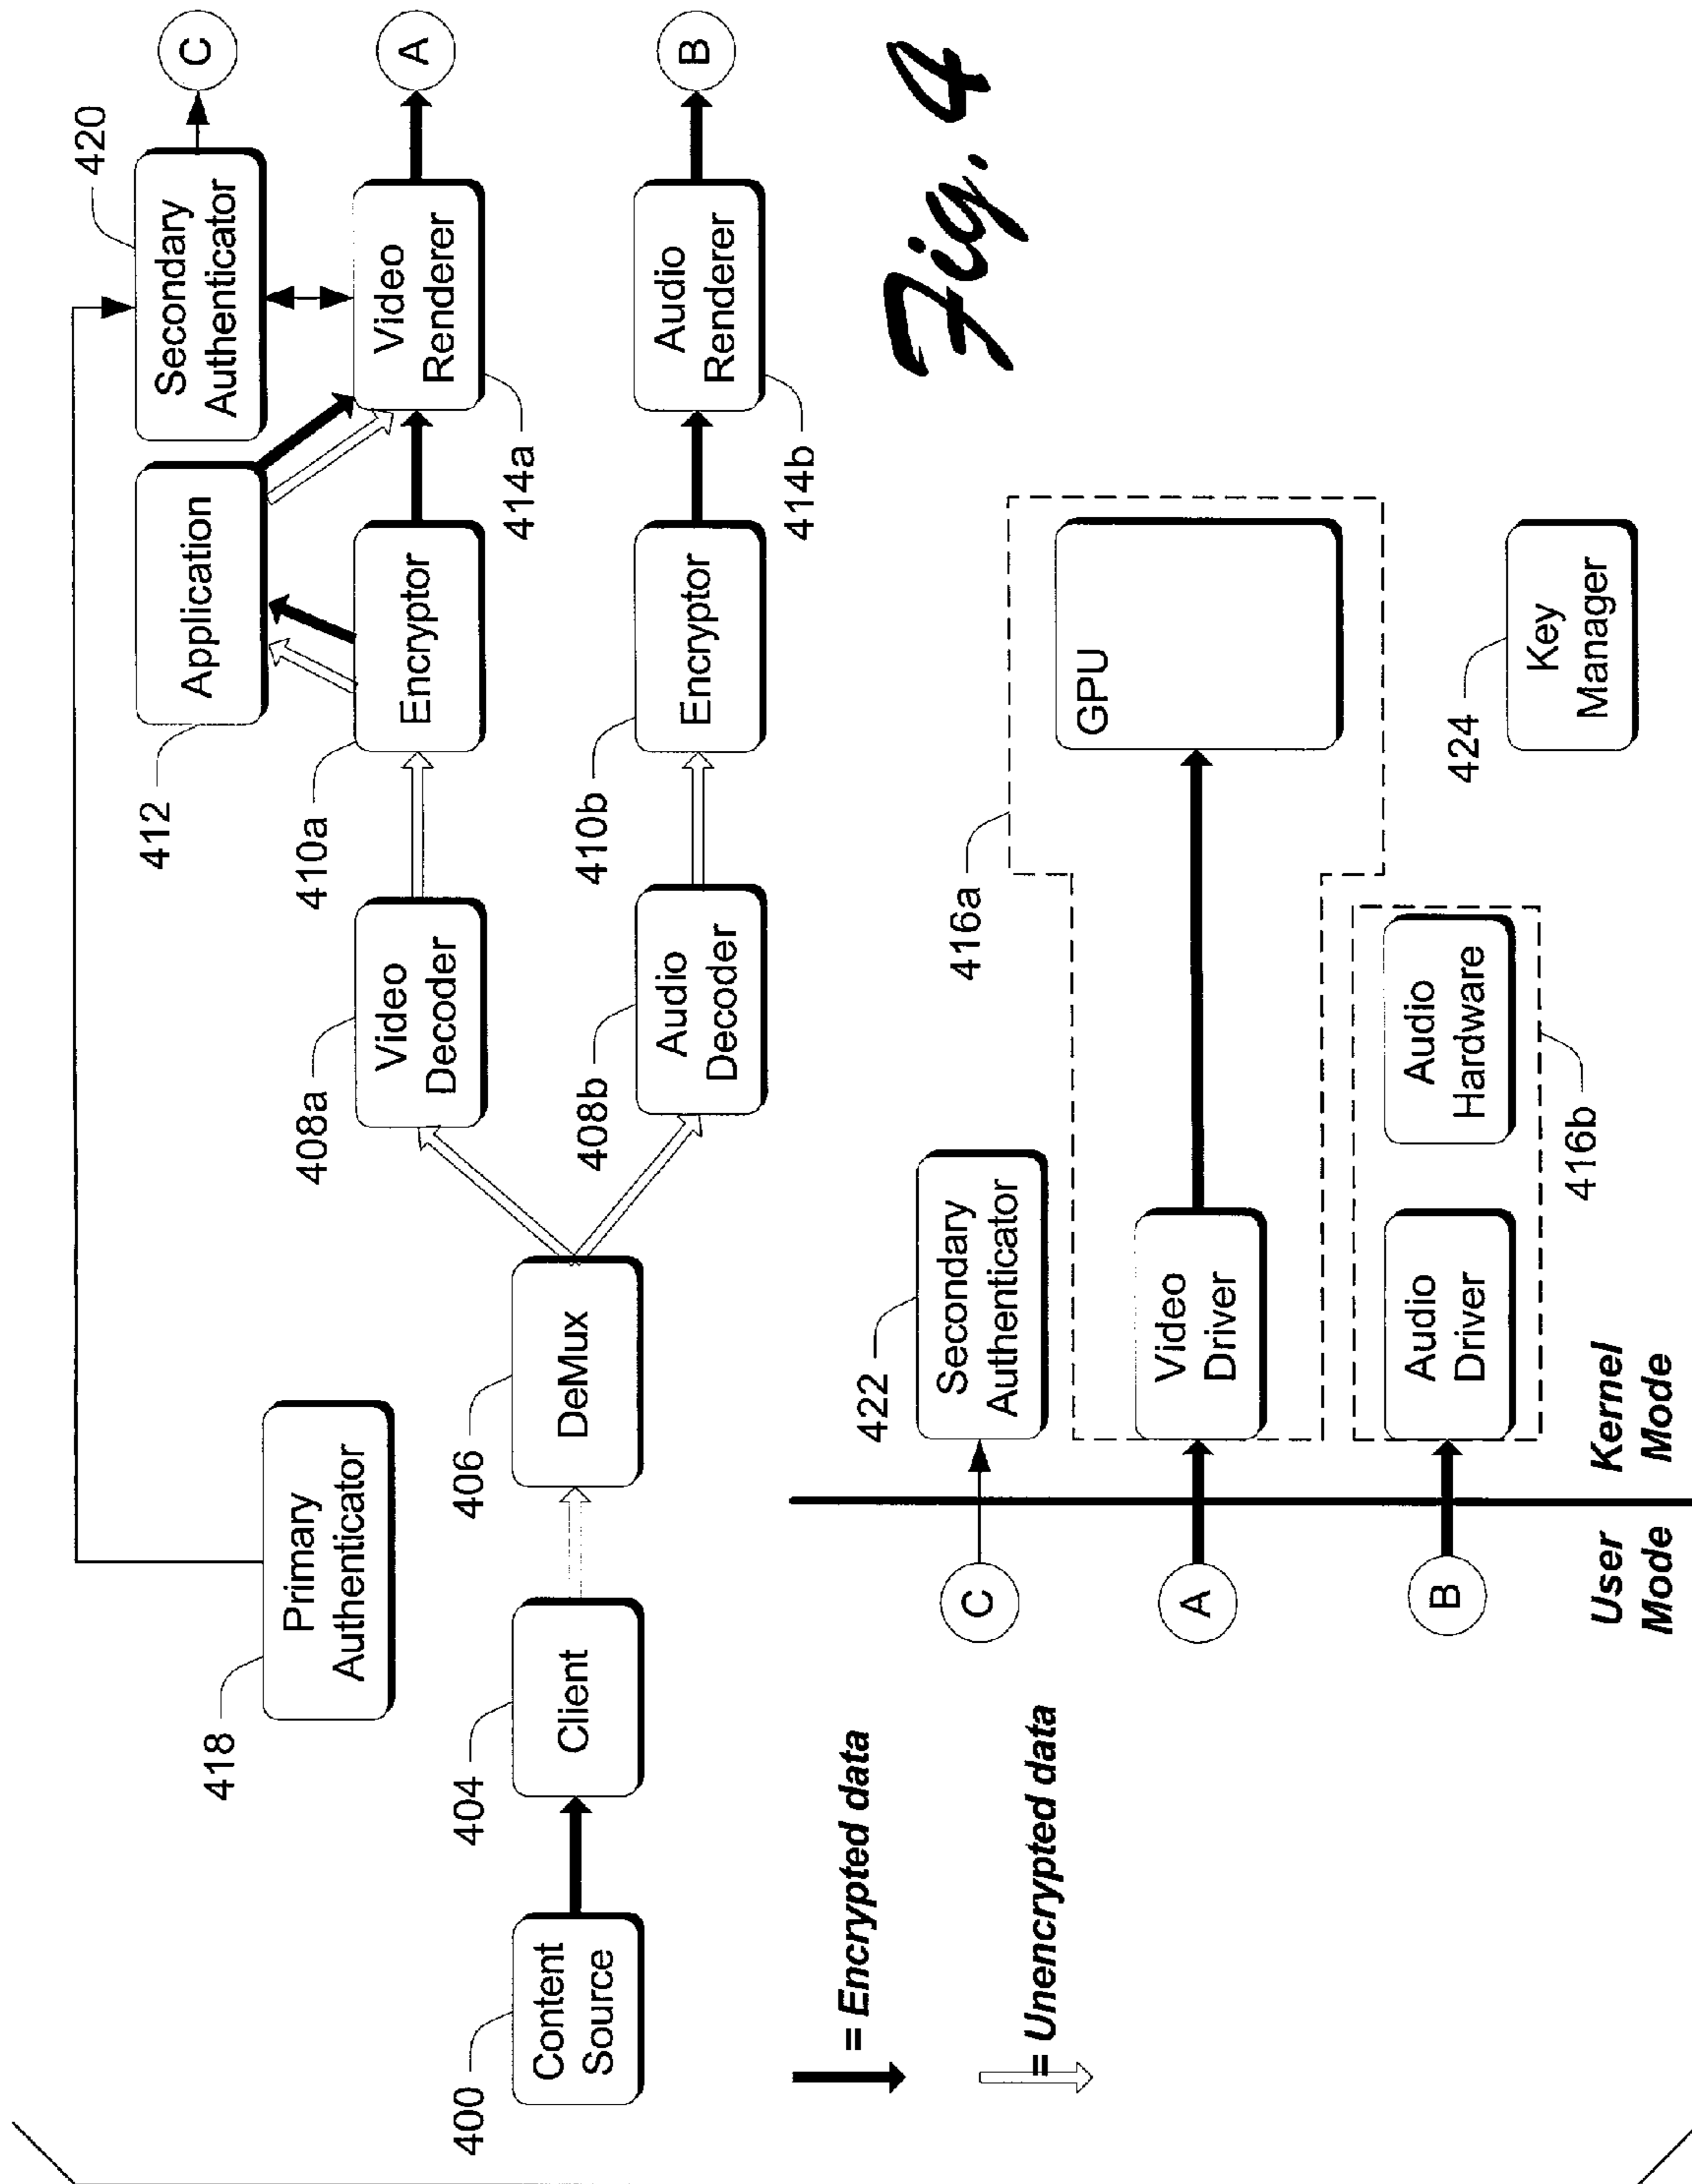 420
Secondary
Authenticator
C
412
Application
418
Primary
Authenticator
408a
Video
Decoder
410a
Encryptor
414a
Video
Renderer
A
400
Content
Source
404
Client
406
DeMux
408b
Audio
Decoder
410b
Encryptor
414b
Audio
Renderer
B
= Encrypted data
= Unencrypted data
Fig. 4
C
422
Secondary
Authenticator
416a
A
Video
Driver
GPU
B
Audio
Driver
Audio
Hardware
416b
424
Key
Manager
User
Mode
Kernel
Mode